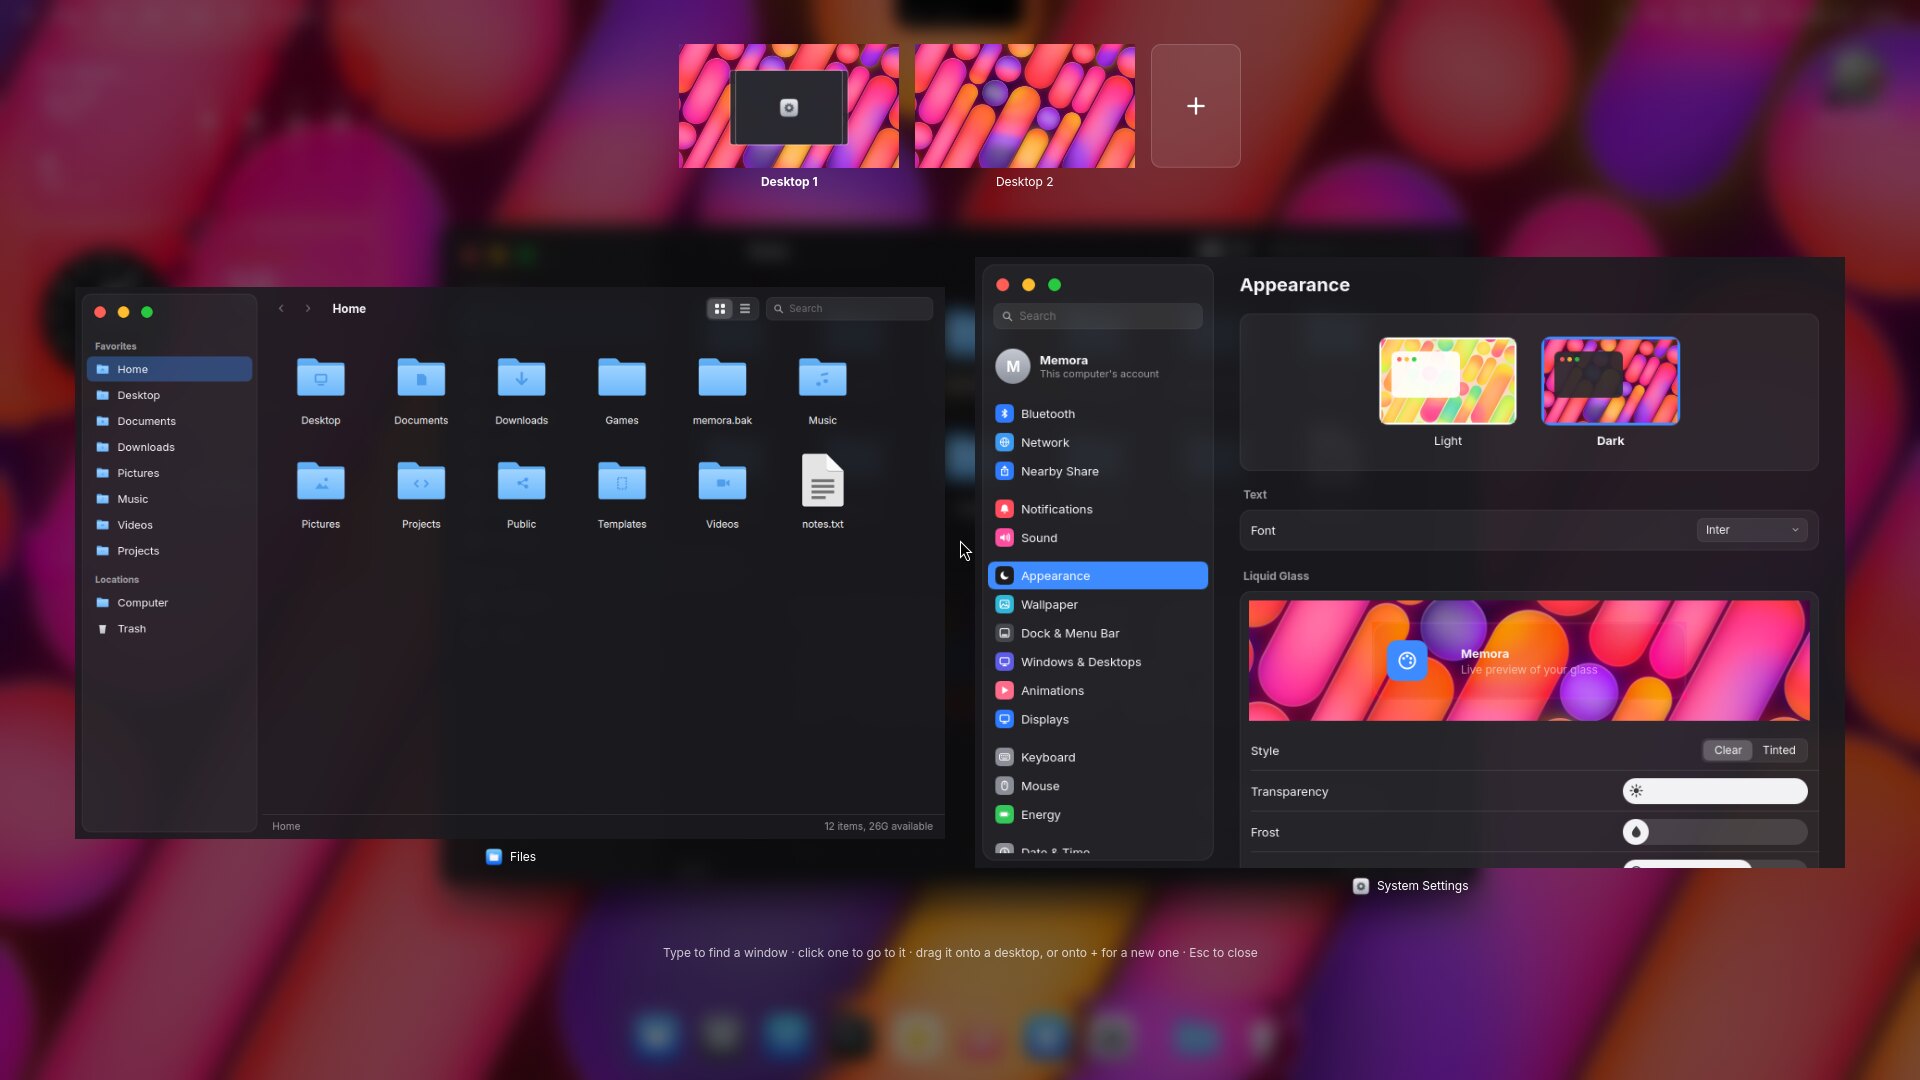 Desktop 1
Desktop 2
Home
Search
Favorites
Home
Desktop
Documents
Downloads
Pictures
Music
Videos
Projects
Locations
Computer
Trash
Desktop
Documents
Downloads
Games
memora.bak
Music
Pictures
Projects
Public
Templates
Videos
notes.txt
Home
12 items, 26G available
Files
Search
M
Memora
This computer's account
Bluetooth
Network
Nearby Share
Notifications
Sound
Appearance
Wallpaper
Dock & Menu Bar
Windows & Desktops
Animations
Displays
Keyboard
Mouse
Energy
Date & Time
Appearance
Light
Dark
Text
Font
Inter
Liquid Glass
Memora
Live preview of your glass
Style
Clear
Tinted
Transparency
Frost
System Settings
Type to find a window · click one to go to it · drag it onto a desktop, or onto + for a new one · Esc to close